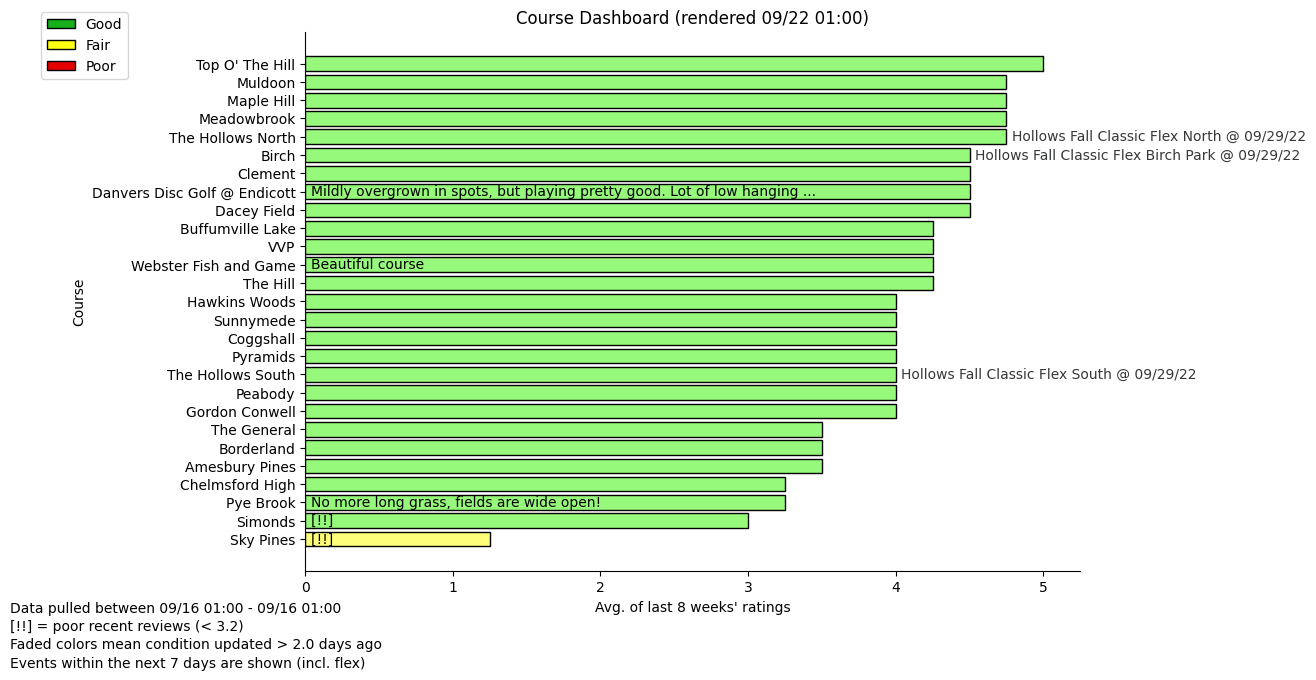 Good
Fair
Poor
Course Dashboard (rendered 09/22 01:00)
Top O' The Hill
Muldoon
Maple Hill
Meadowbrook
The Hollows North Hollows Fall Classic Flex North @ 09/29/22
Birch Hollows Fall Classic Flex Birch Park @ 09/29/22
Clement
Danvers Disc Golf @ Endicott Mildly overgrown in spots, but playing pretty good. Lot of low hanging ...
Dacey Field
Buffumville Lake
VVP
Webster Fish and Game Beautiful course
The Hill
Hawkins Woods
Sunnymede
Coggshall
Pyramids
The Hollows South Hollows Fall Classic Flex South @ 09/29/22
Peabody
Gordon Conwell
The General
Borderland
Amesbury Pines
Chelmsford High
Pye Brook No more long grass, fields are wide open!
Simonds [!!]
Sky Pines [!!]
Course
0 1 2 3 4 5
Avg. of last 8 weeks' ratings
Data pulled between 09/16 01:00 - 09/16 01:00
[!!] = poor recent reviews (< 3.2)
Faded colors mean condition updated > 2.0 days ago
Events within the next 7 days are shown (incl. flex)